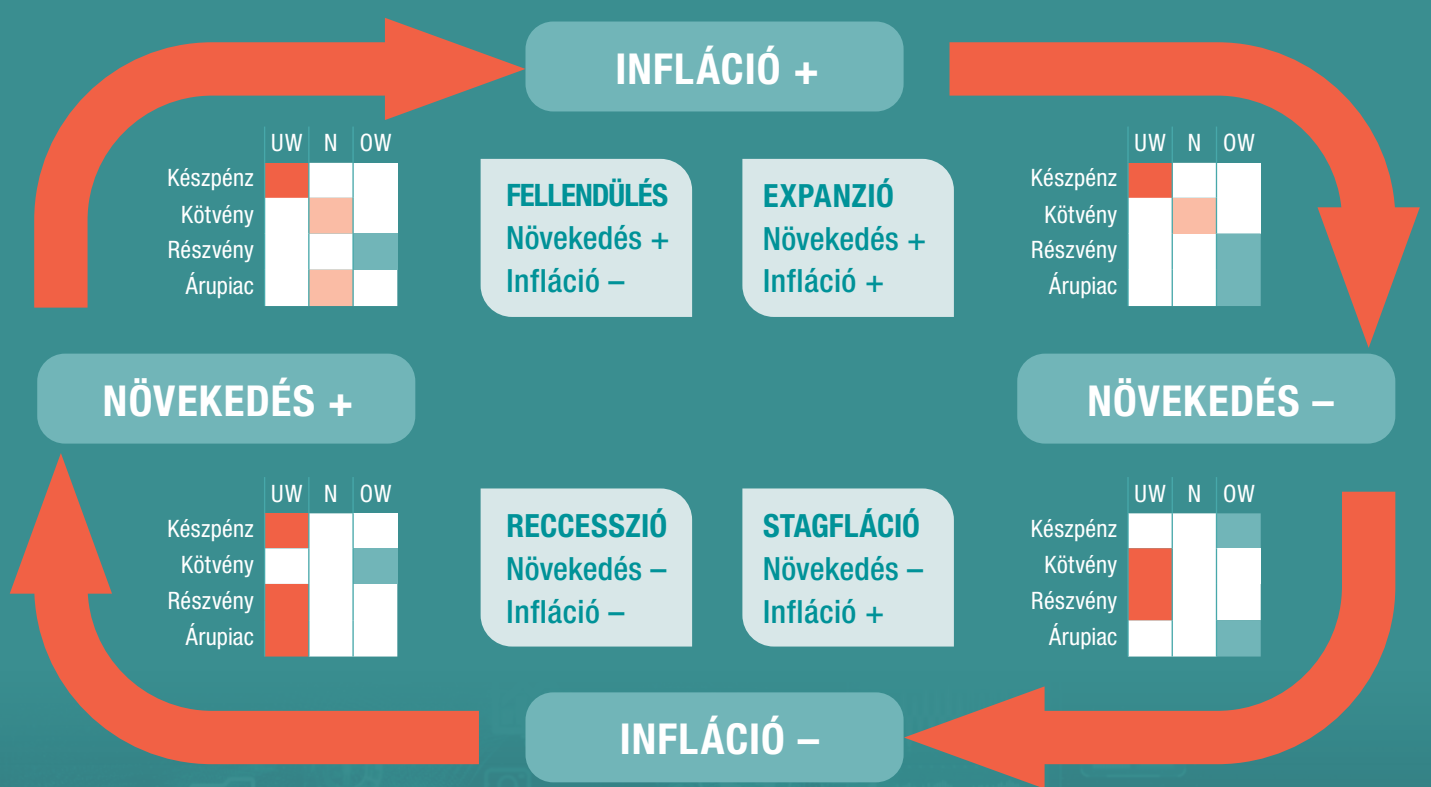 INFLÁCIÓ +
UW N OW
Készpénz
Kötvény
Részvény
Árupiac
FELLENDÜLÉS
Növekedés +
Infláció –
EXPANZIÓ
Növekedés +
Infláció +
UW N OW
Készpénz
Kötvény
Részvény
Árupiac
NÖVEKEDÉS +
NÖVEKEDÉS –
UW N OW
Készpénz
Kötvény
Részvény
Árupiac
RECCESSZIÓ
Növekedés –
Infláció –
STAGFLÁCIÓ
Növekedés –
Infláció +
UW N OW
Készpénz
Kötvény
Részvény
Árupiac
INFLÁCIÓ –